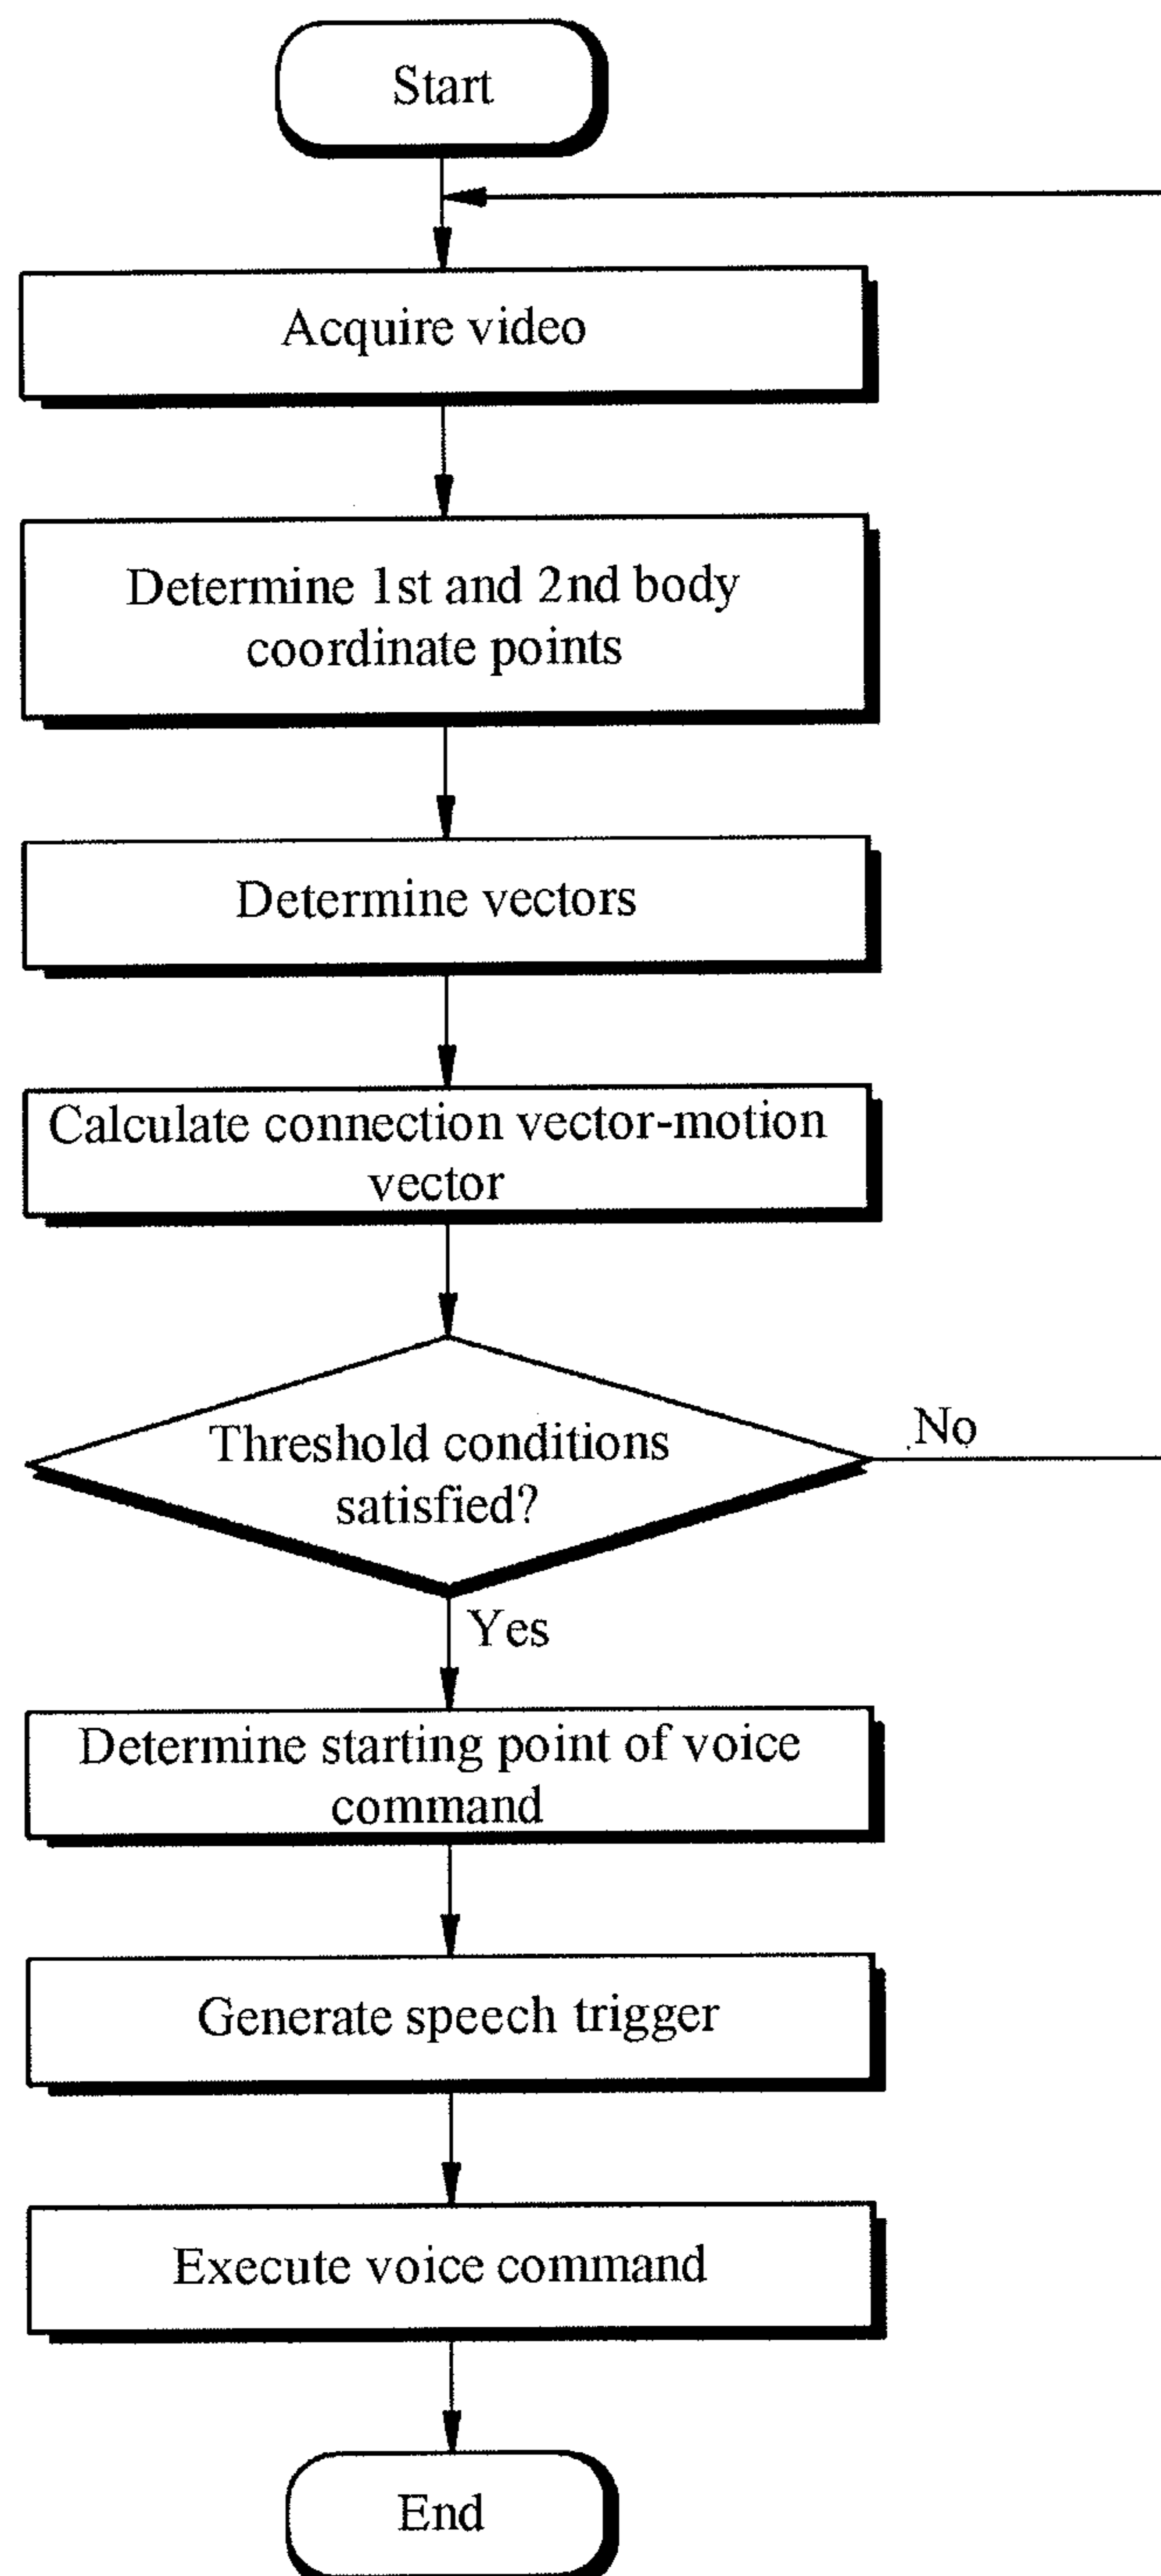 Start
Acquire video
Determine 1st and 2nd body
coordinate points
Determine vectors
Calculate connection vector-motion
vector
Threshold conditions
satisfied?
No
Yes
Determine starting point of voice
command
Generate speech trigger
Execute voice command
End